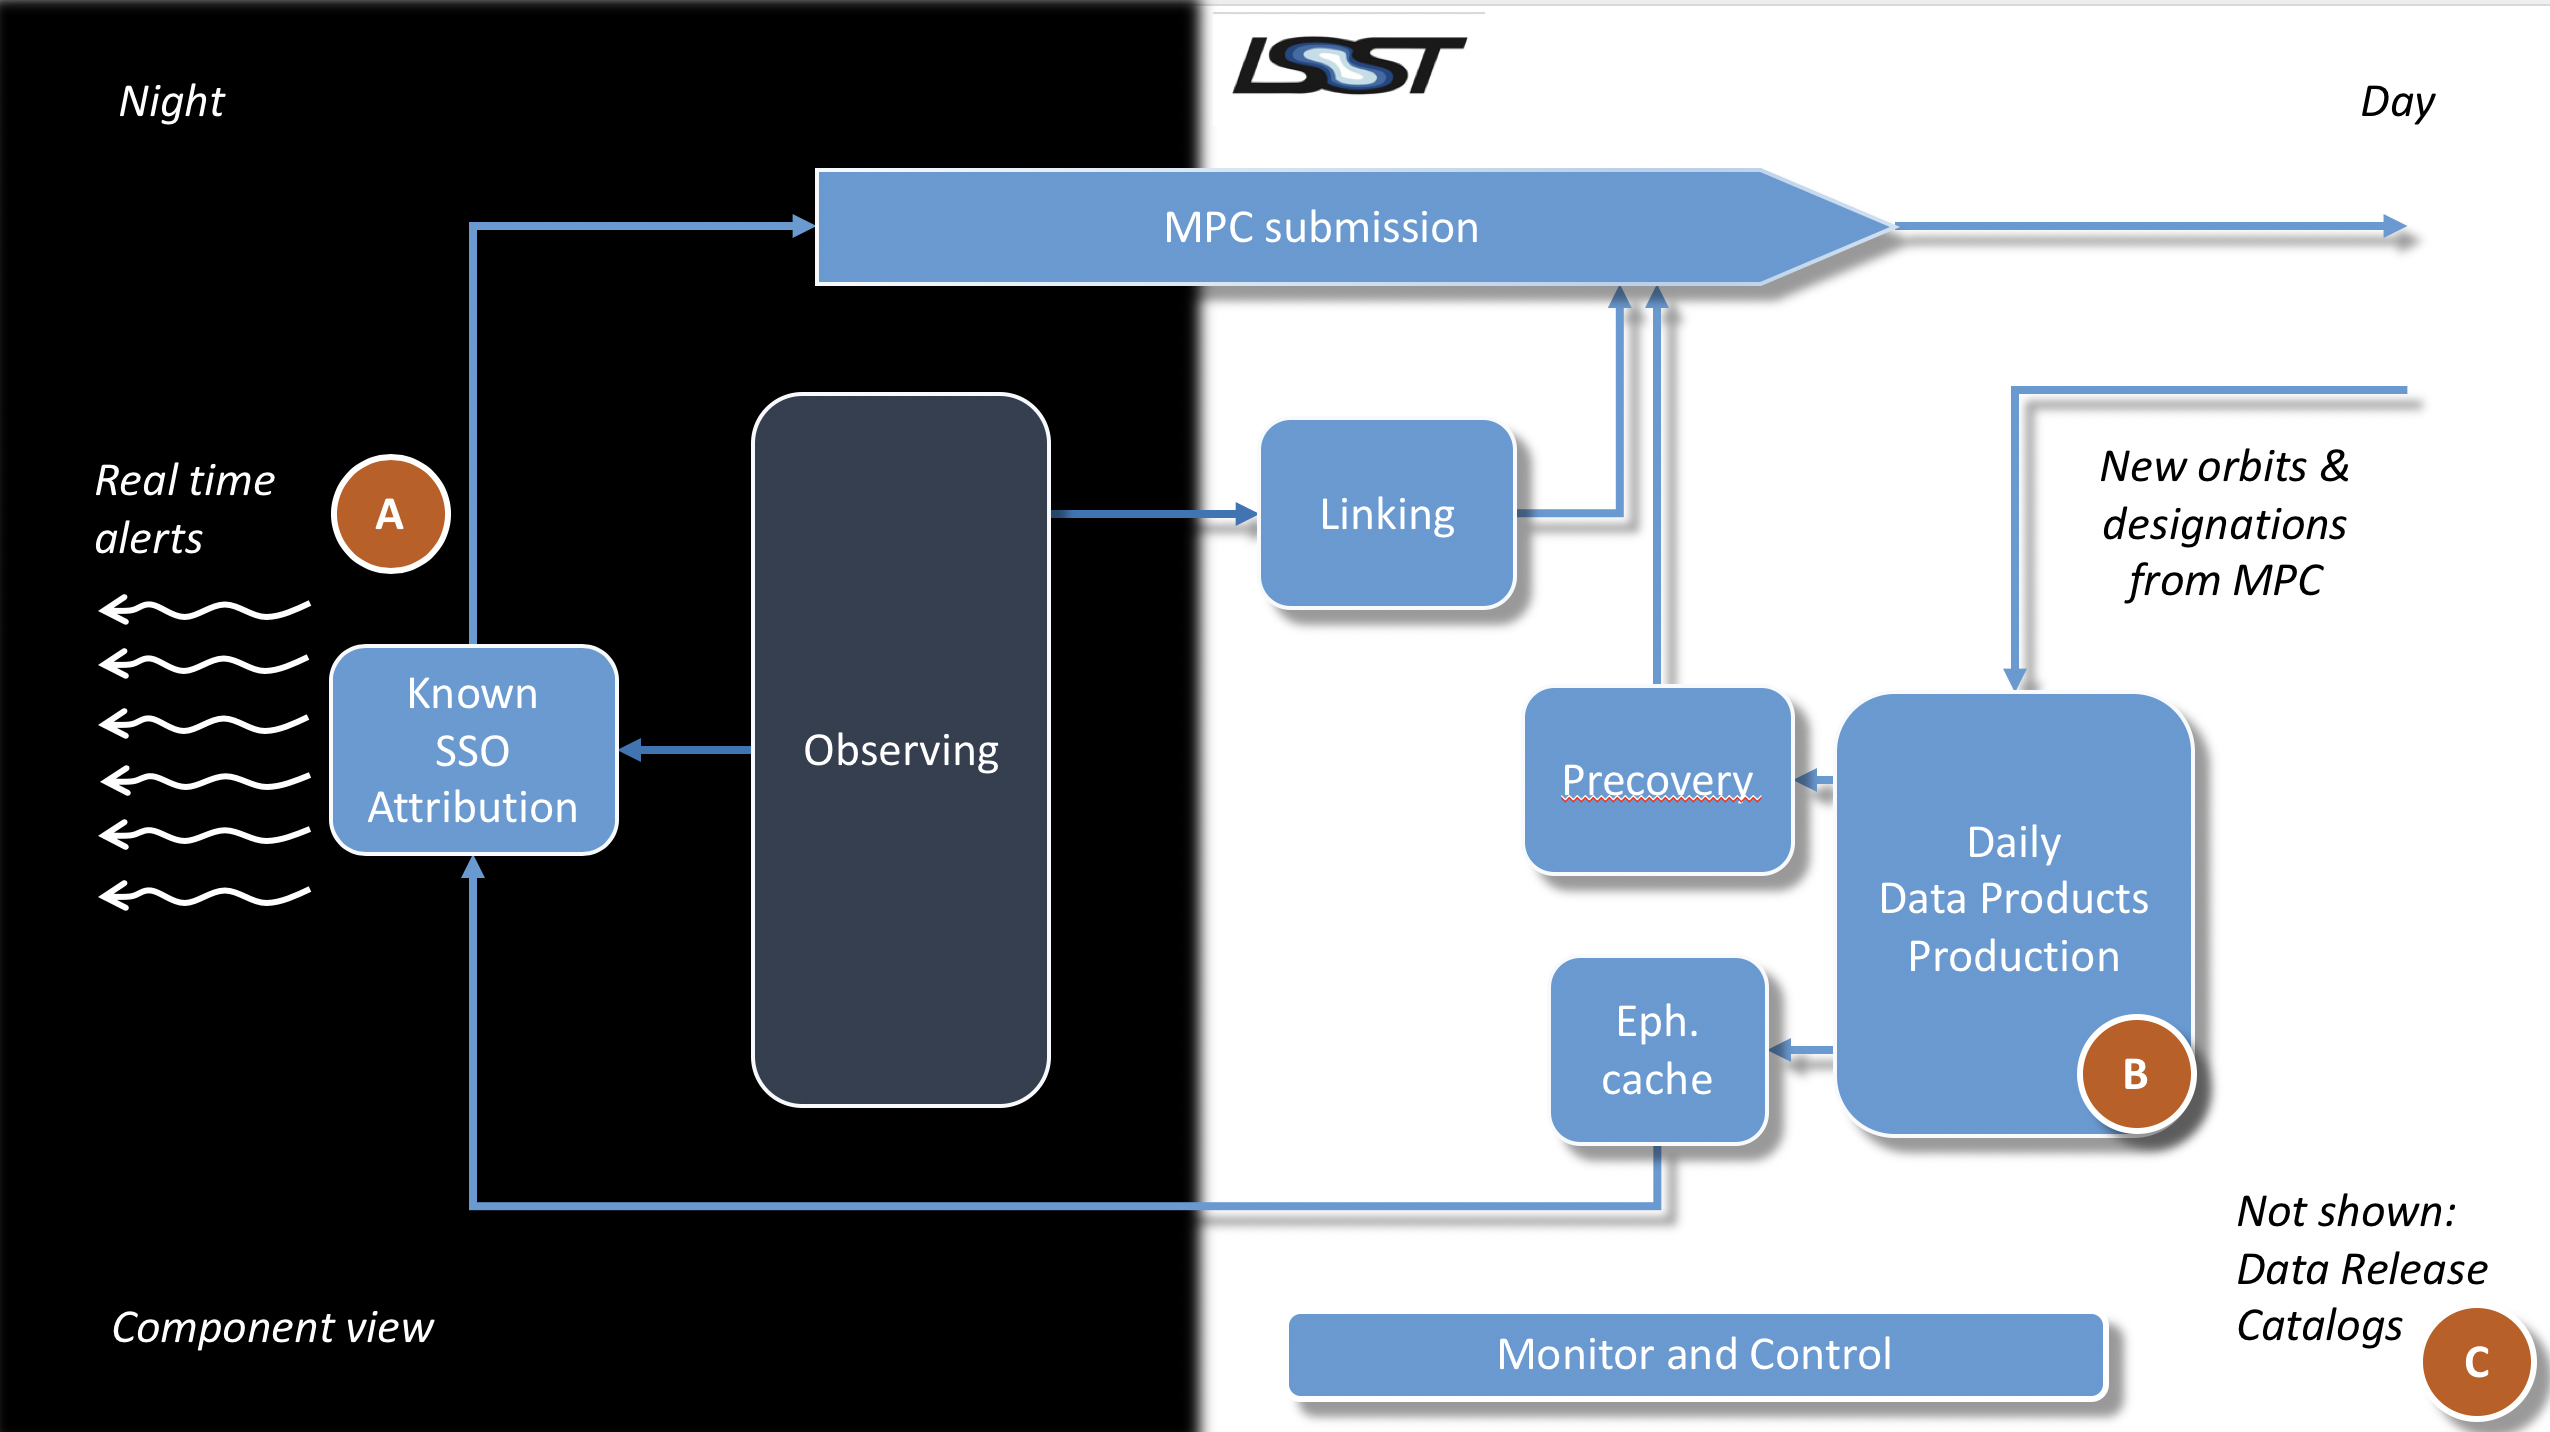 LSST
Night
Day
MPC submission
Real time
alerts
A
Linking
New orbits &
designations
from MPC
Known
SSO
Attribution
Observing
Precovery
Daily
Data Products
Production
Eph.
cache
B
Not shown:
Data Release
Catalogs
Component view
Monitor and Control
C